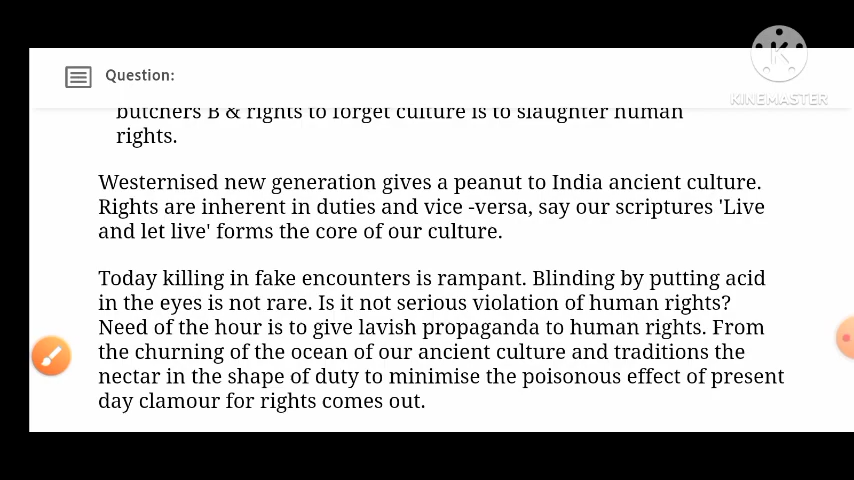 Question:
KINEMASTER
butchers B & rights to forget culture is to slaughter human
rights.
Westernised new generation gives a peanut to India ancient culture.
Rights are inherent in duties and vice -versa, say our scriptures 'Live
and let live' forms the core of our culture.
Today killing in fake encounters is rampant. Blinding by putting acid
in the eyes is not rare. Is it not serious violation of human rights?
Need of the hour is to give lavish propaganda to human rights. From
the churning of the ocean of our ancient culture and traditions the
nectar in the shape of duty to minimise the poisonous effect of present
day clamour for rights comes out.